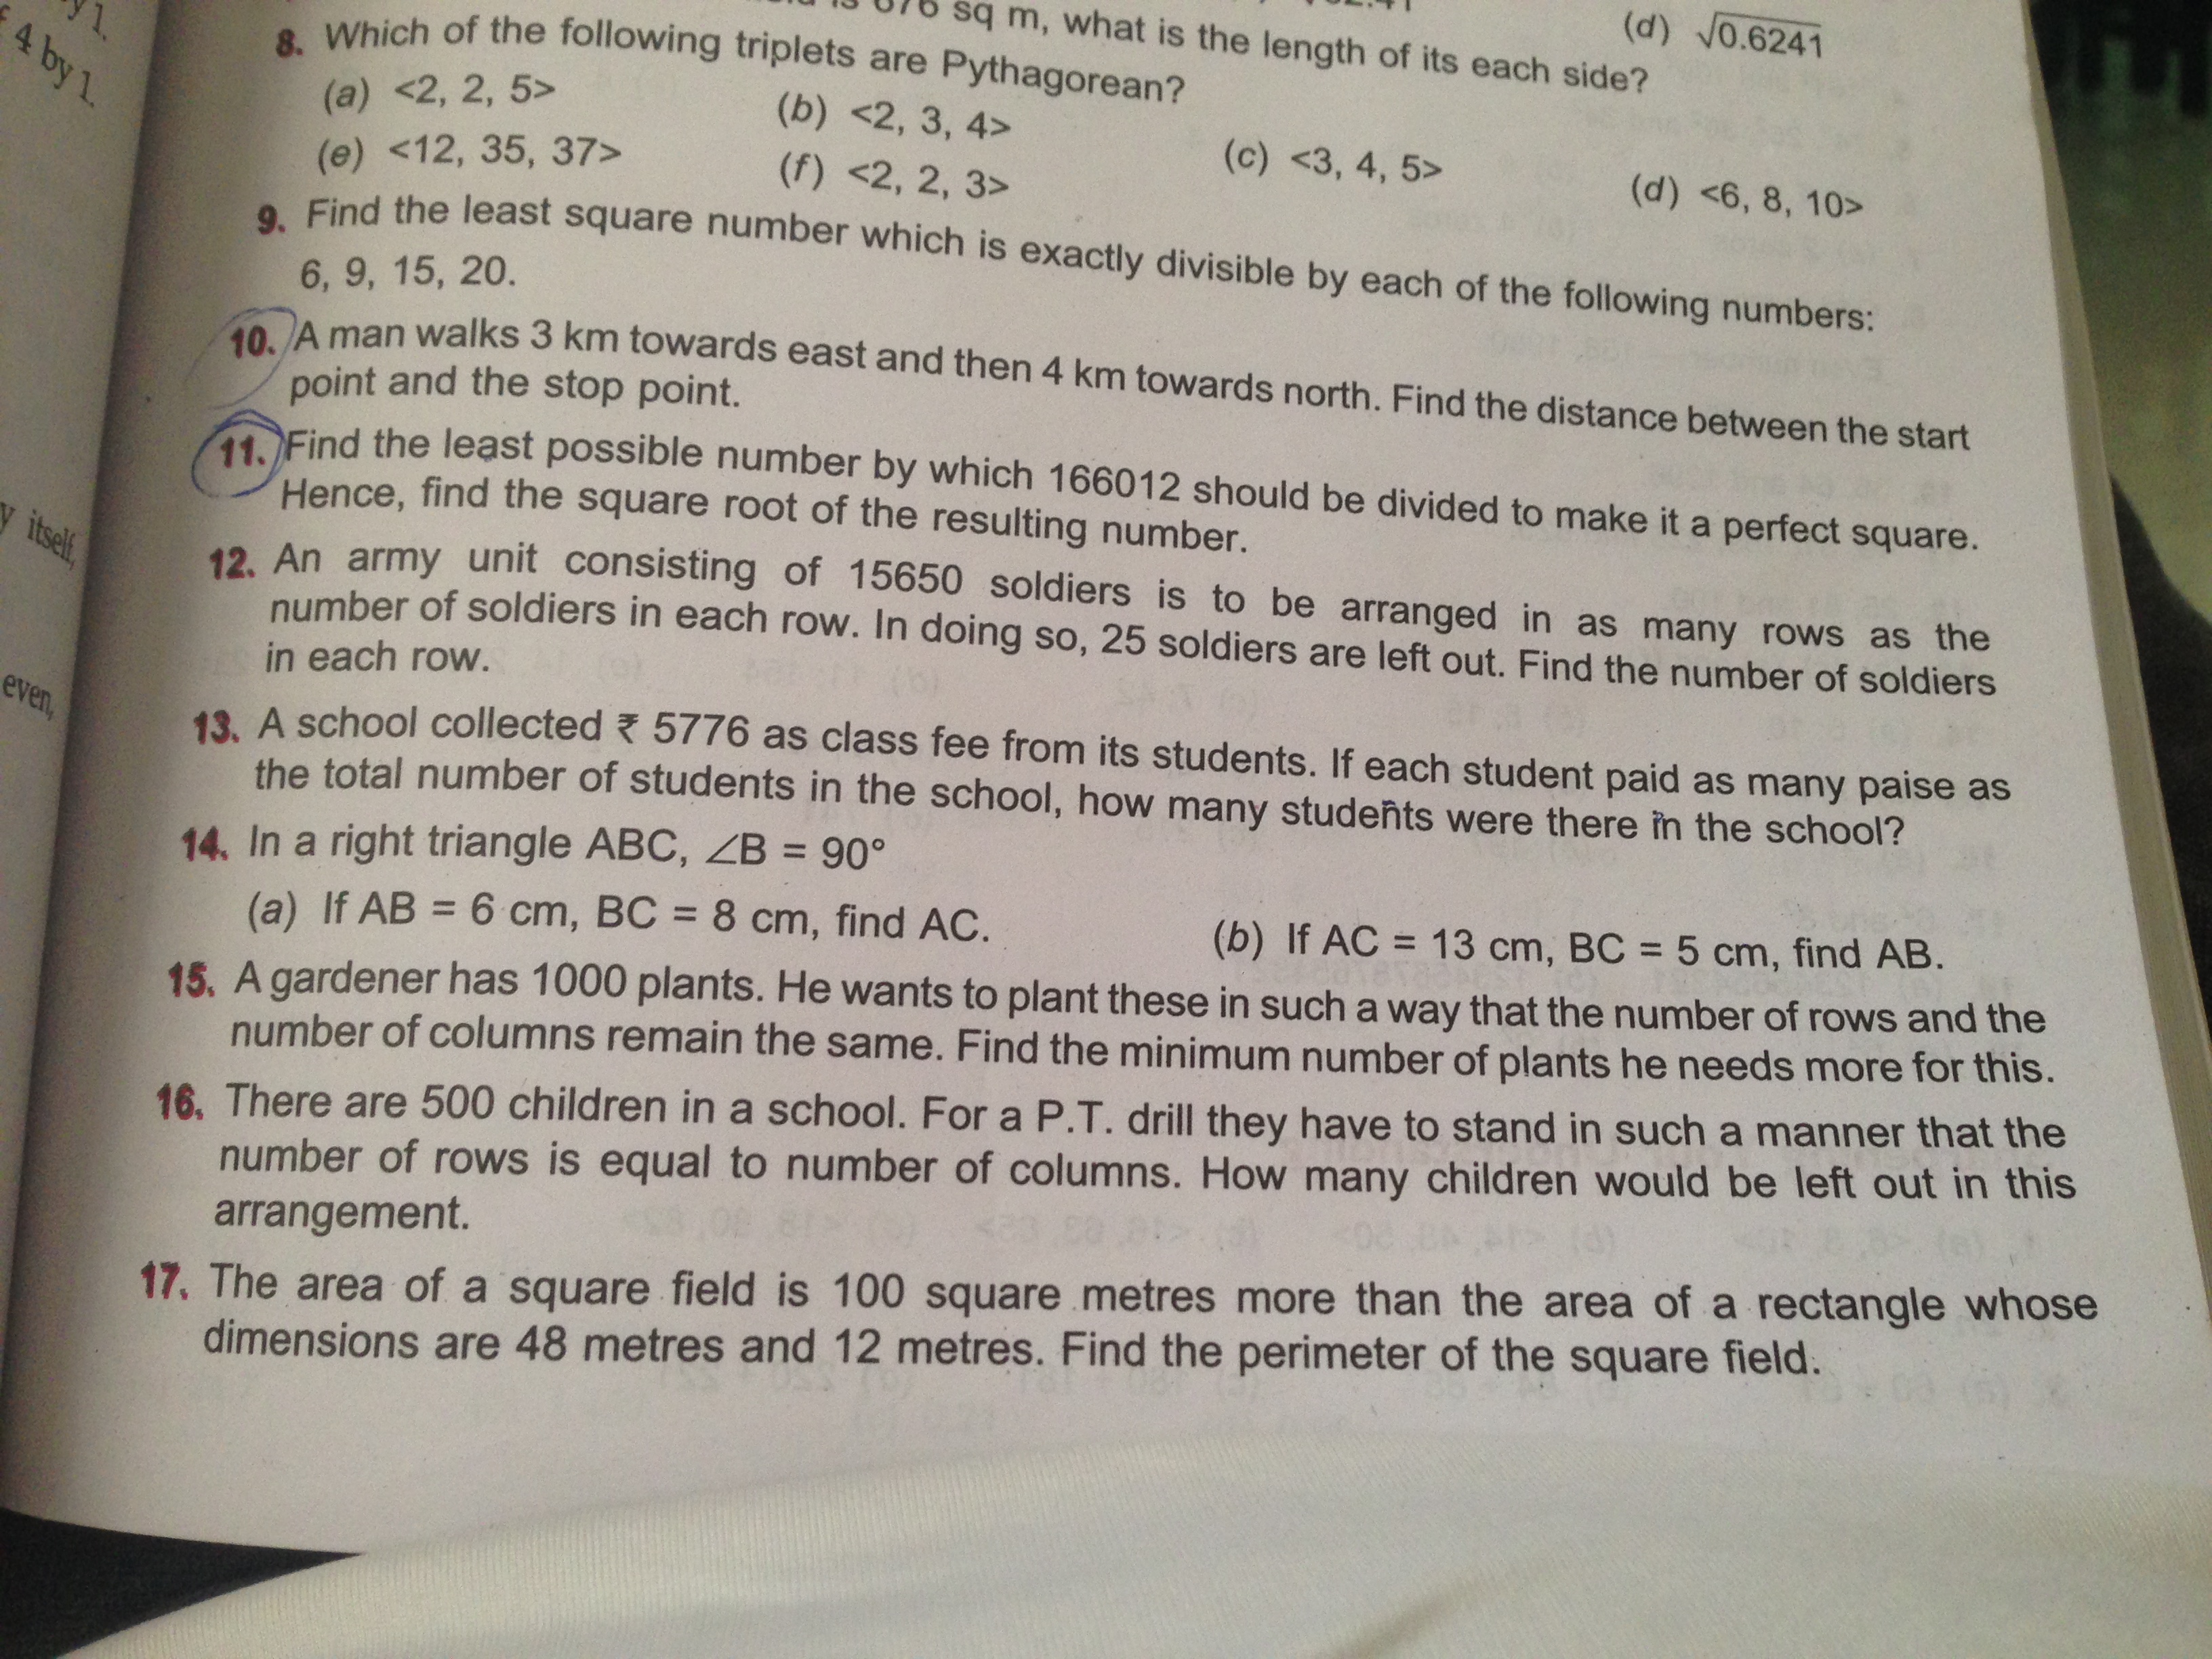 y 1.
4 by 1.
y itself,
even,
sq m, what is the length of its each side?
(d) √0.6241
8. Which of the following triplets are Pythagorean?
(a) <2, 2, 5> (b) <2, 3, 4> (c) <3, 4, 5> (d) <6, 8, 10>
(e) <12, 35, 37> (f) <2, 2, 3>
9. Find the least square number which is exactly divisible by each of the following numbers:
6, 9, 15, 20.
10. A man walks 3 km towards east and then 4 km towards north. Find the distance between the start
point and the stop point.
11. Find the least possible number by which 166012 should be divided to make it a perfect square.
Hence, find the square root of the resulting number.
12. An army unit consisting of 15650 soldiers is to be arranged in as many rows as the
number of soldiers in each row. In doing so, 25 soldiers are left out. Find the number of soldiers
in each row.
13. A school collected ₹ 5776 as class fee from its students. If each student paid as many paise as
the total number of students in the school, how many students were there in the school?
14. In a right triangle ABC, ∠B = 90°
(a) If AB = 6 cm, BC = 8 cm, find AC. (b) If AC = 13 cm, BC = 5 cm, find AB.
15. A gardener has 1000 plants. He wants to plant these in such a way that the number of rows and the
number of columns remain the same. Find the minimum number of plants he needs more for this.
16. There are 500 children in a school. For a P.T. drill they have to stand in such a manner that the
number of rows is equal to number of columns. How many children would be left out in this
arrangement.
17. The area of a square field is 100 square metres more than the area of a rectangle whose
dimensions are 48 metres and 12 metres. Find the perimeter of the square field.